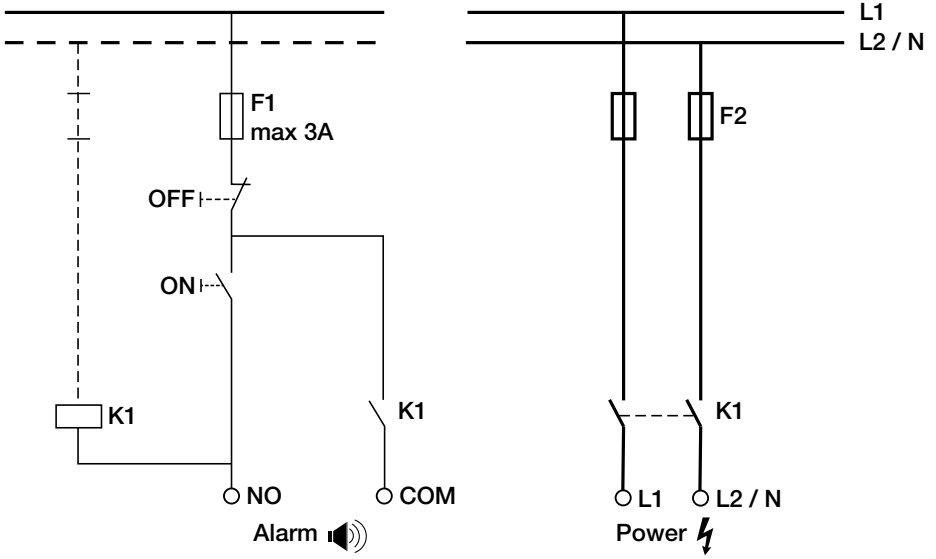 L1
L2 / N
F1
max 3A
F2
OFF
ON
K1
K1
K1
NO
COM
L1
L2 / N
Alarm
Power